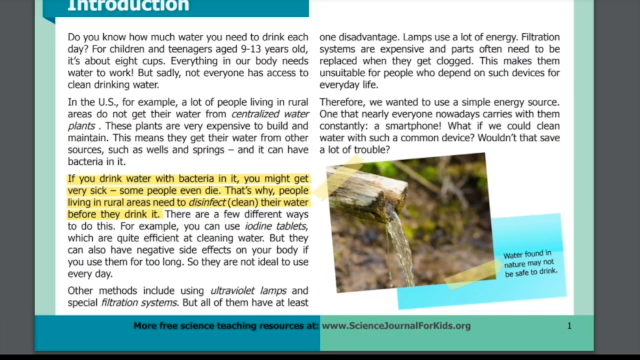 Introduction
Do you know how much water you need to drink each
day? For children and teenagers aged 9-13 years old,
it's about eight cups. Everything in our body needs
water to work! But sadly, not everyone has access to
clean drinking water.
In the U.S., for example, a lot of people living in rural
areas do not get their water from centralized water
plants . These plants are very expensive to build and
maintain. This means they get their water from other
sources, such as wells and springs – and it can have
bacteria in it.
If you drink water with bacteria in it, you might get
very sick – some people even die. That's why, people
living in rural areas need to disinfect (clean) their water
before they drink it. There are a few different ways
to do this. For example, you can use iodine tablets,
which are quite efficient at cleaning water. But they
can also have negative side effects on your body if
you use them for too long. So they are not ideal to use
every day.
Other methods include using ultraviolet lamps and
special filtration systems. But all of them have at least
one disadvantage. Lamps use a lot of energy. Filtration
systems are expensive and parts often need to be
replaced when they get clogged. This makes them
unsuitable for people who depend on such devices for
everyday life.
Therefore, we wanted to use a simple energy source.
One that nearly everyone nowadays carries with them
constantly: a smartphone! What if we could clean
water with such a common device? Wouldn't that save
a lot of trouble?
Water found in
nature may not
be safe to drink.
More free science teaching resources at: www.ScienceJournalForKids.org
1